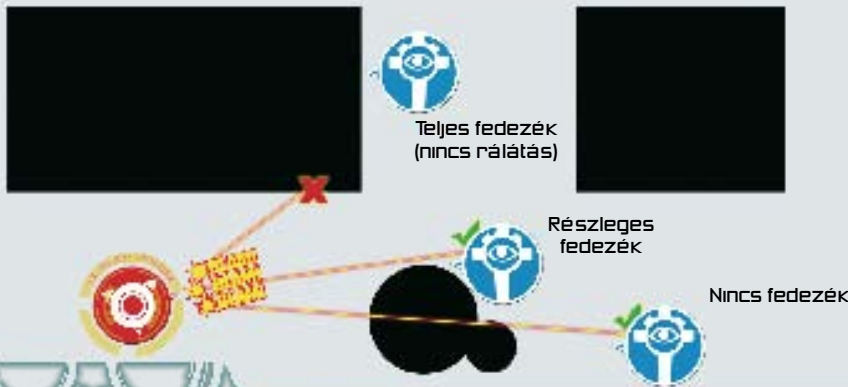 Teljes fedezék
(nincs rálátás)
Részleges
fedezék
Nincs fedezék